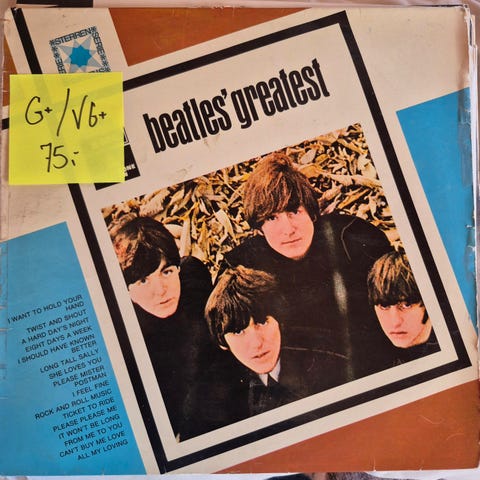 STERREN
G+/VG+
75,-
beatles' greatest
I WANT TO HOLD YOUR
HAND
TWIST AND SHOUT
A HARD DAY'S NIGHT
EIGHT DAYS A WEEK
I SHOULD HAVE KNOWN
BETTER
LONG TALL SALLY
SHE LOVES YOU
PLEASE MISTER
POSTMAN
I FEEL FINE
ROCK AND ROLL MUSIC
TICKET TO RIDE
PLEASE PLEASE ME
IT WON'T BE LONG
FROM ME TO YOU
CAN'T BUY ME LOVE
ALL MY LOVING